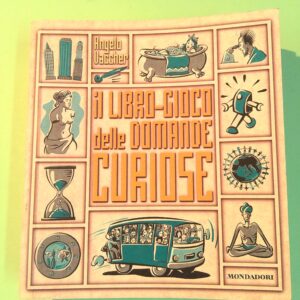 Angelo
Vaccher
il LIBRO-GIOCO
delle DOMANDE
CURIOSE
MONDADORI